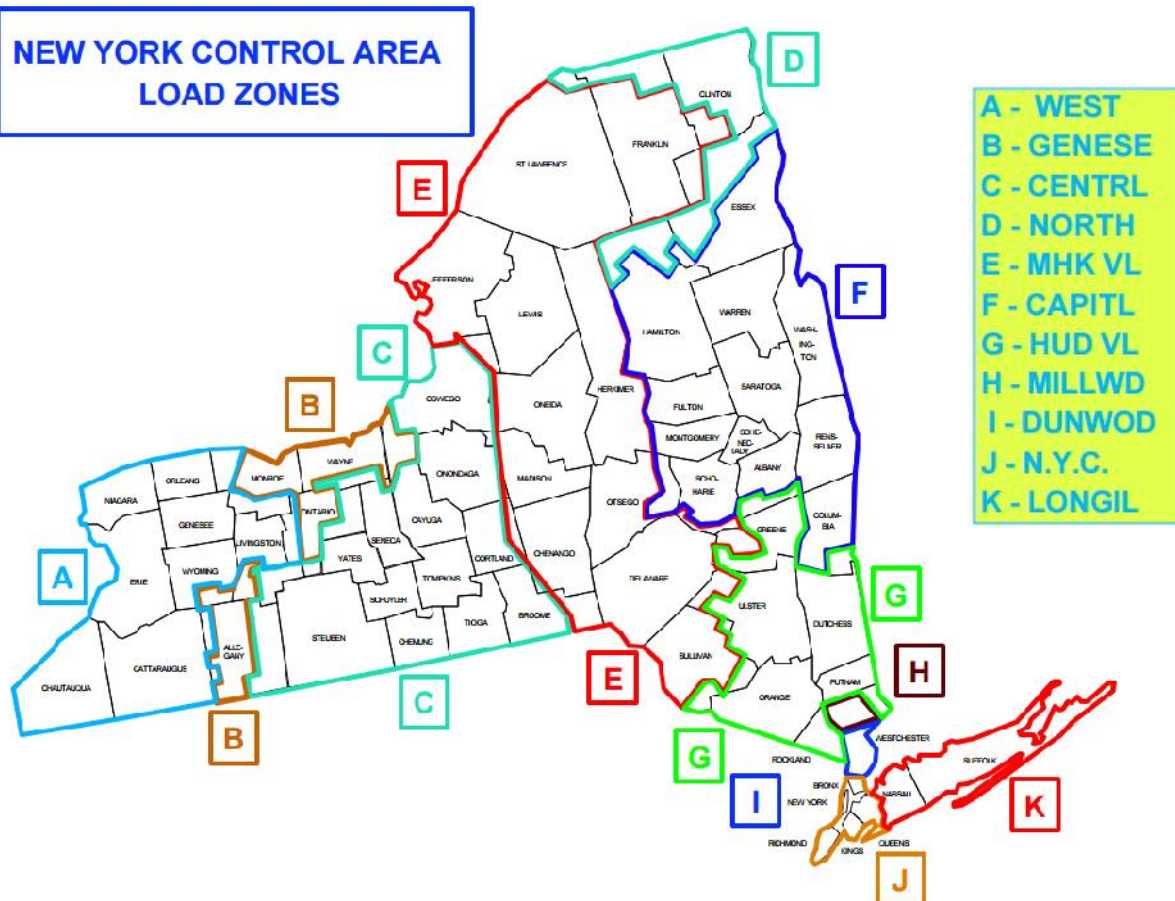 NEW YORK CONTROL AREA
LOAD ZONES
D
CLINTON
A - WEST
B - GENESE
C - CENTRL
D - NORTH
E - MHK VL
F - CAPITL
G - HUD VL
H - MILLWD
I - DUNWOD
J - N.Y.C.
K - LONGIL
FRANKLIN
ST LAWRENCE
E
ESSEX
JEFFERSON
F
LEWIS
HAMILTON
WARREN
WASH-
ING-
TON
C
HERKIMER
SARATOGA
B
OSWEGO
ONEIDA
FULTON
MONTGOMERY
SCHE-
NEC-
TADY
RENS-
SELAER
WAYNE
MONROE
ORLEANS
NIAGARA
ONONDAGA
MADISON
OTSEGO
SCHO-
HARIE
ALBANY
GENESEE
ONTARIO
CAYUGA
SENECA
LIVINGSTON
GREENE
COLUM-
BIA
WYOMING
YATES
CORTLAND
CHENANGO
A
ERIE
TOMPKINS
DELAWARE
SCHUYLER
ULSTER
G
DUTCHESS
TIOGA
BROOME
ALLE-
GANY
STEUBEN
CHEMUNG
CATTARAUGUS
CHAUTAUQUA
SULLIVAN
E
H
PUTNAM
ORANGE
C
B
G
ROCKLAND
WESTCHESTER
SUFFOLK
BRONX
NEW YORK
NASSAU
I
K
RICHMOND
KINGS
QUEENS
J